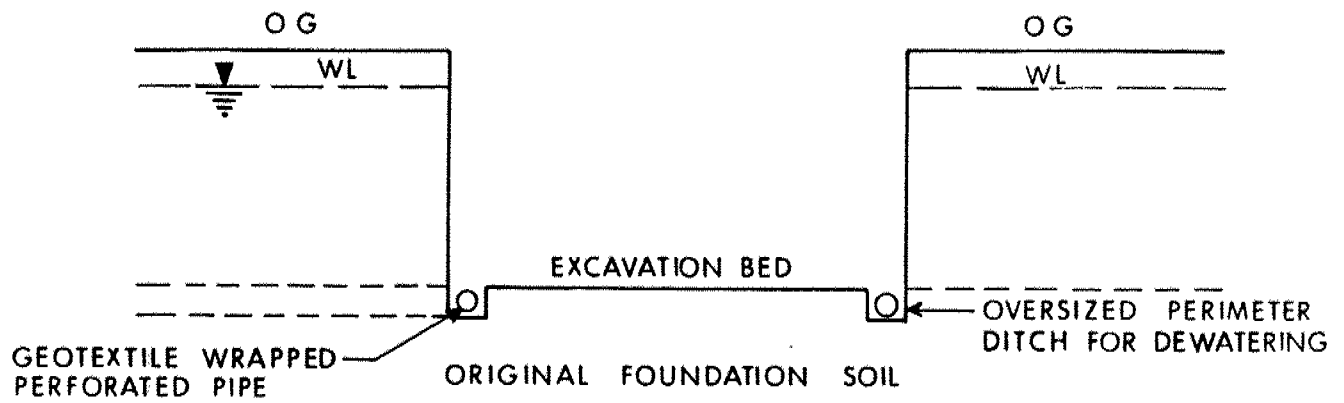 O G
O G
WL
WL
EXCAVATION BED
GEOTEXTILE WRAPPED
PERFORATED PIPE
OVERSIZED PERIMETER
DITCH FOR DEWATERING
ORIGINAL FOUNDATION SOIL